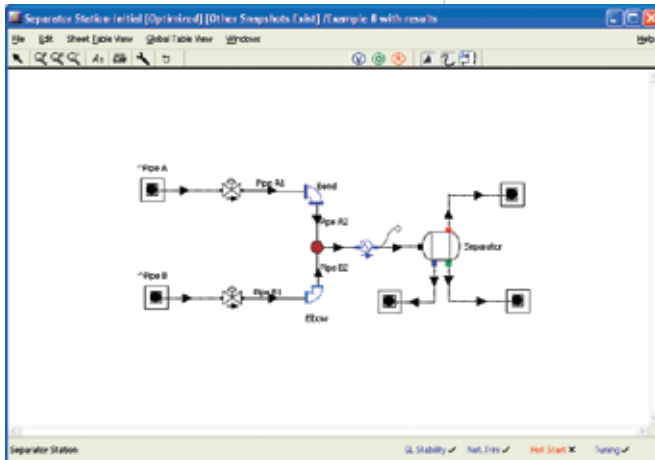 Separator Station-Initial [Optimized] [Other Snapshots Exist] /Example 8 with results
File Edit Sheet Table View Global Table View Windows Help
^Pipe A
Pipe A1
Bend
Pipe A2
Separator
Pipe B2
^Pipe B
Pipe B1
Elbow
Separator Station GL Stability ✓ Net.Trim ✓ Hot Start ✗ Tuning ✓